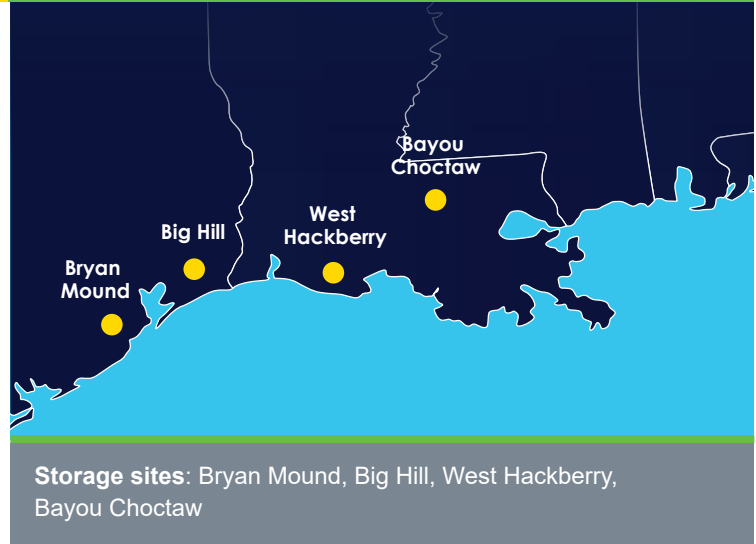 Bayou
Choctaw
West
Hackberry
Big Hill
Bryan
Mound
Storage sites: Bryan Mound, Big Hill, West Hackberry,
Bayou Choctaw